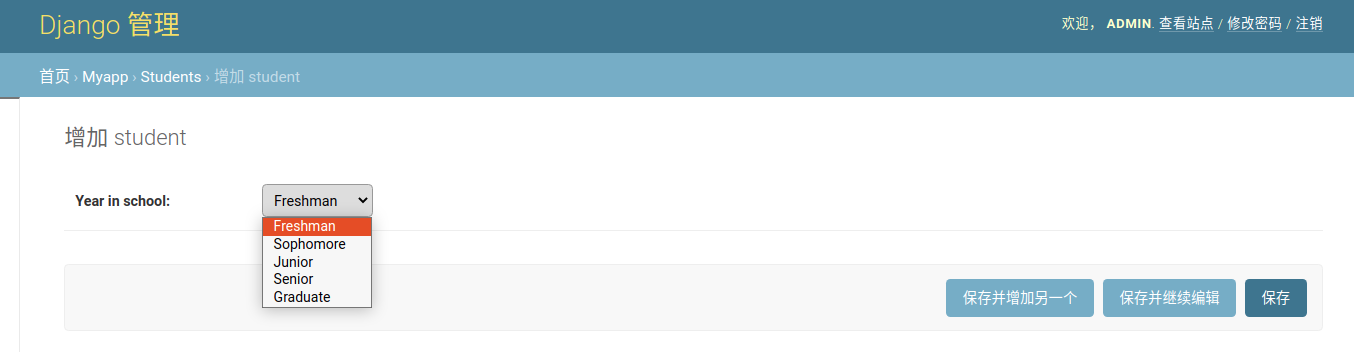 Django 管理
欢迎， ADMIN. 查看站点 / 修改密码 / 注销
首页 › Myapp › Students › 增加 student
增加 student
Year in school:
Freshman
Freshman
Sophomore
Junior
Senior
Graduate
保存并增加另一个
保存并继续编辑
保存